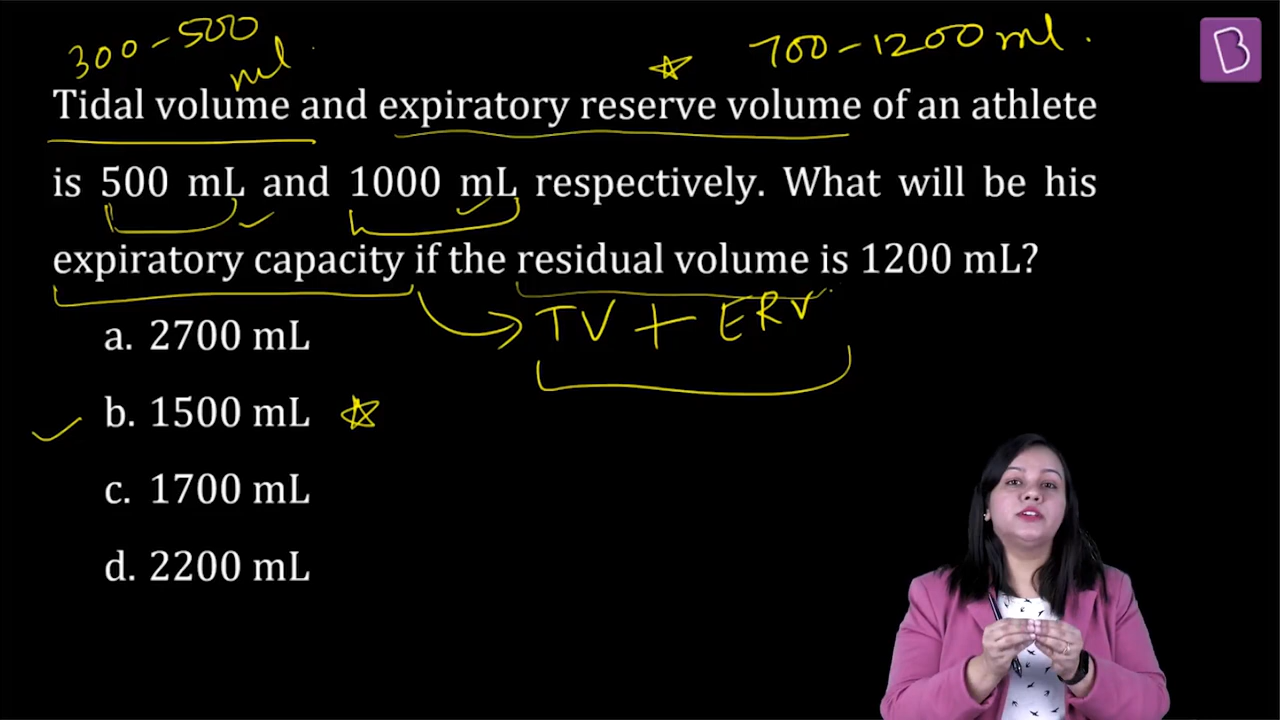 300-500
ml
700-1200 ml.
B
Tidal volume and expiratory reserve volume of an athlete
is 500 mL and 1000 mL respectively. What will be his
expiratory capacity if the residual volume is 1200 mL?
TV + ERV
a. 2700 mL
b. 1500 mL
c. 1700 mL
d. 2200 mL